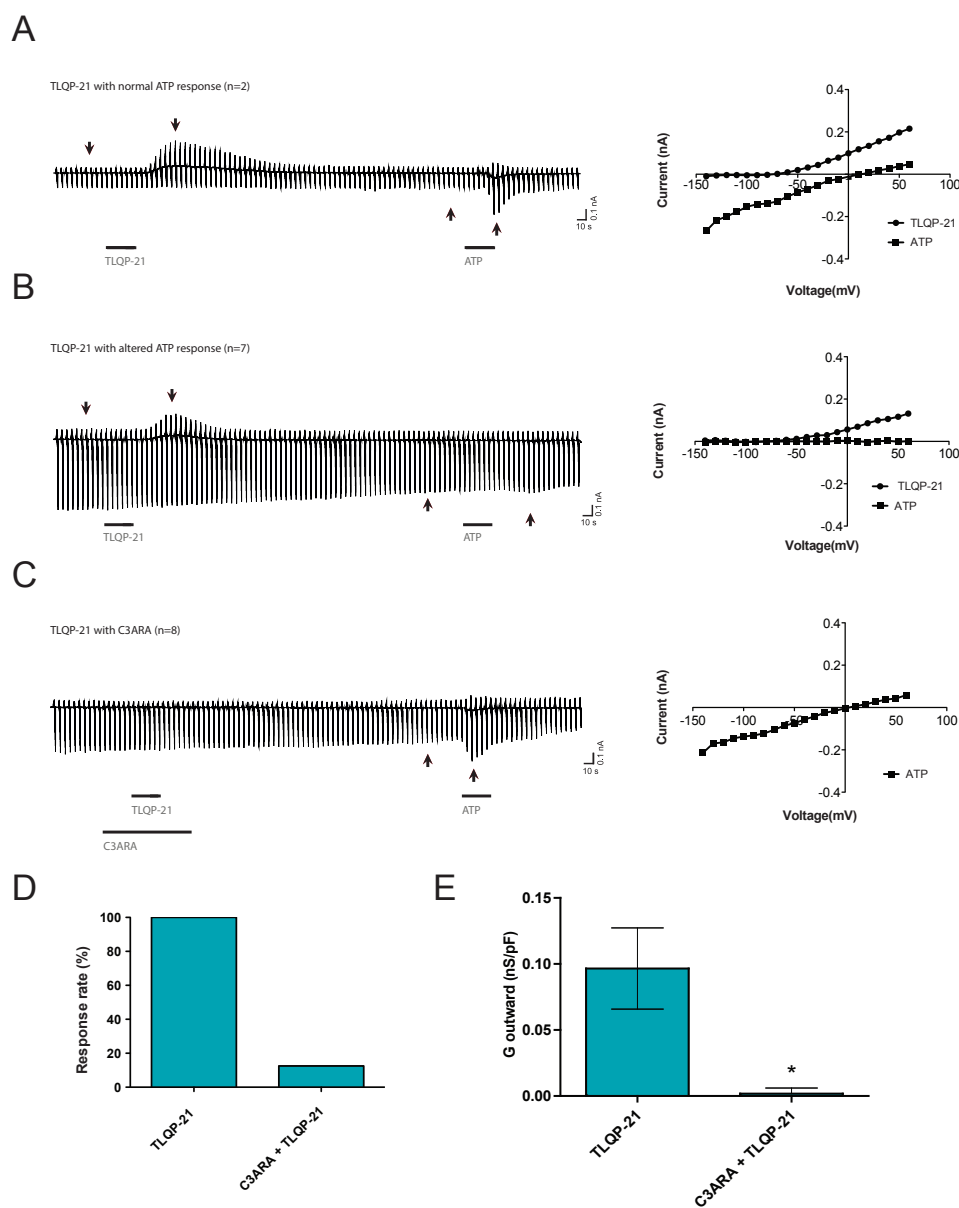 A
TLQP-21 with normal ATP response (n=2)
TLQP-21
ATP
10 s
0.1 nA
0.4
0.2
-0.2
-0.4
-150
-100
-50
0
50
100
Current (nA)
Voltage(mV)
TLQP-21
ATP
B
TLQP-21 with altered ATP response (n=7)
TLQP-21
ATP
10 s
0.1 nA
0.4
0.2
-0.2
-0.4
-150
-100
-50
0
50
100
Current (nA)
Voltage(mV)
TLQP-21
ATP
C
TLQP-21 with C3ARA (n=8)
TLQP-21
ATP
C3ARA
10 s
0.1 nA
0.4
0.2
-0.2
-0.4
-150
-100
-50
0
50
100
Current (nA)
Voltage(mV)
ATP
D
Response rate (%)
100
80
60
40
20
0
TLQP-21
C3ARA + TLQP-21
E
G outward (nS/pF)
0.15
0.10
0.05
0.00
*
TLQP-21
C3ARA + TLQP-21